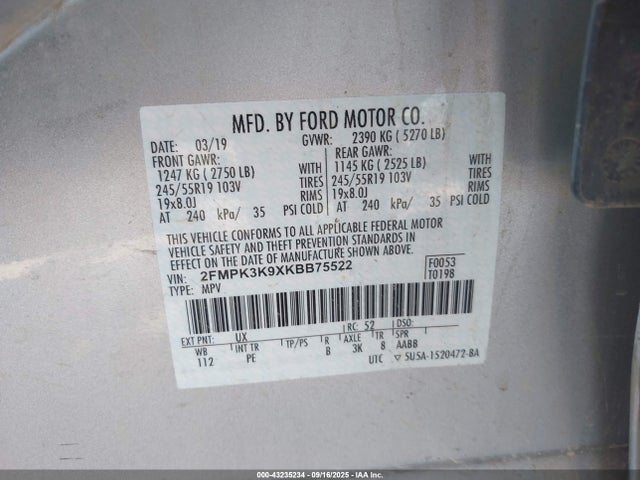 MFD. BY FORD MOTOR CO.
DATE: 03/19 GVWR: 2390 KG ( 5270 LB)
FRONT GAWR: REAR GAWR:
1247 KG ( 2750 LB) WITH 1145 KG ( 2525 LB) WITH
245/55R19 103V TIRES 245/55R19 103V TIRES
19x8.0J RIMS 19x8.0J RIMS
AT 240 kPa/ 35 PSI COLD AT 240 kPa/ 35 PSI COLD
THIS VEHICLE CONFORMS TO ALL APPLICABLE FEDERAL MOTOR
VEHICLE SAFETY AND THEFT PREVENTION STANDARDS IN
EFFECT ON THE DATE OF MANUFACTURE SHOWN ABOVE.
VIN: 2FMPK3K9XKBB75522 F0053
TYPE: MPV T0198
EXT PNT: UX RC: 52 DSO:
WB INT TR TP/PS R AXLE TR SPR
112 PE B 3K 8 AABB
UTC ▽ 5U5A-1520472-BA
000-43235234 - 09/16/2025 - IAA Inc.